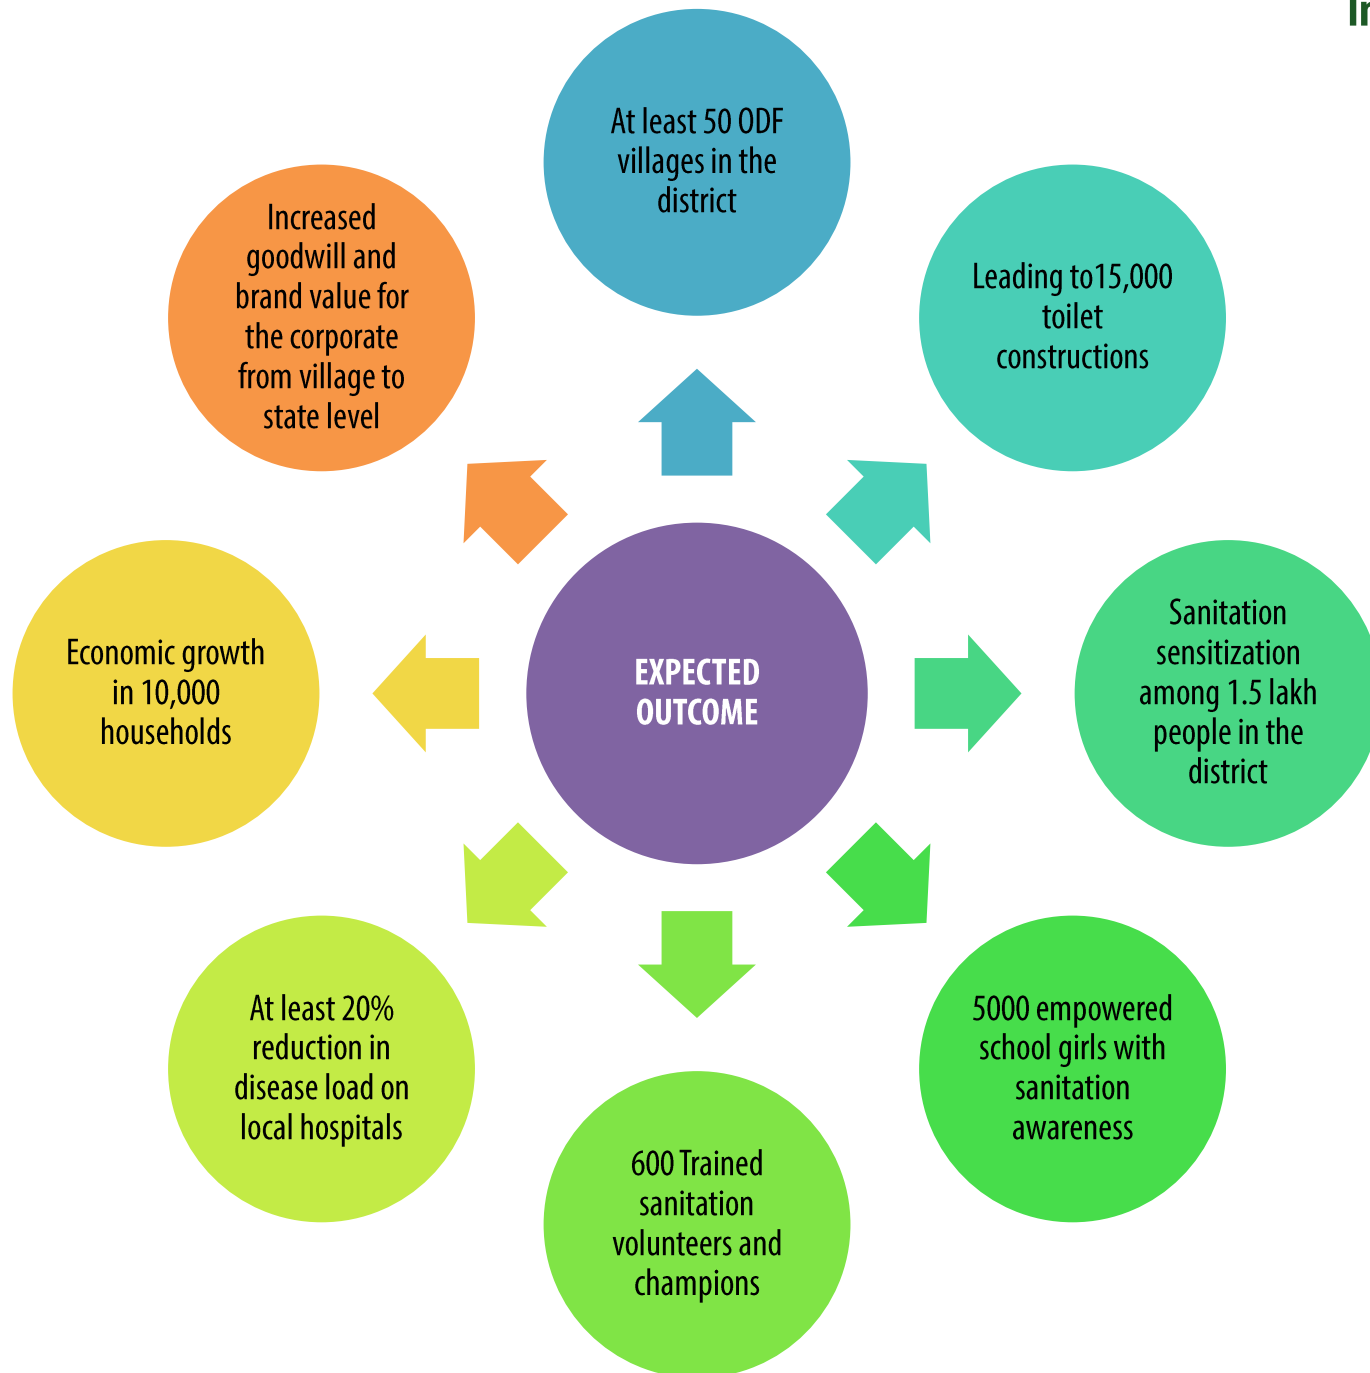 At least 50 ODF
villages in the
district
Leading to15,000
toilet
constructions
Sanitation
sensitization
among 1.5 lakh
people in the
district
5000 empowered
school girls with
sanitation
awareness
600 Trained
sanitation
volunteers and
champions
At least 20%
reduction in
disease load on
local hospitals
Economic growth
in 10,000
households
Increased
goodwill and
brand value for
the corporate
from village to
state level
EXPECTED
OUTCOME